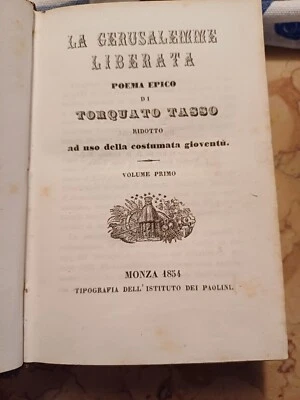 LA GERUSALEMME
LIBERATA
POEMA EPICO
DI
TORQUATO TASSO
RIDOTTO
ad uso della costumata gioventù.
VOLUME PRIMO
MONZA 1854
TIPOGRAFIA DELL'ISTITUTO DEI PAOLINI.